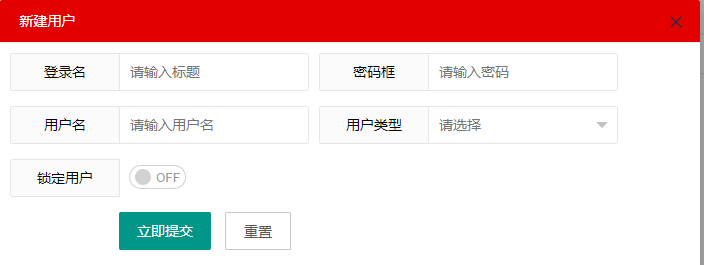 新建用户
登录名 请输入标题 密码框 请输入密码
用户名 请输入用户名 用户类型 请选择
锁定用户 OFF
立即提交 重置